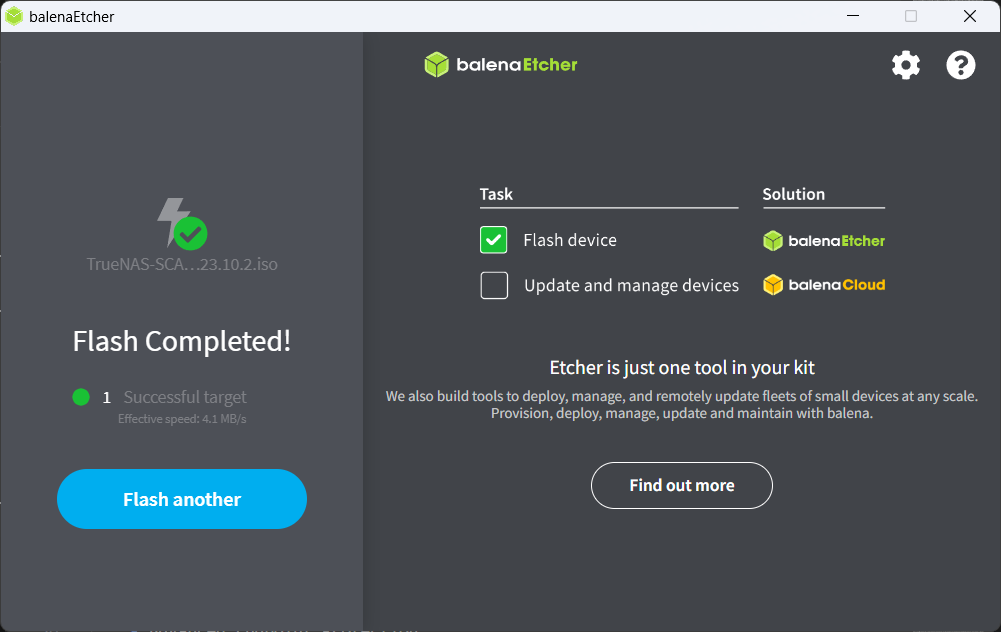 balenaEtcher
balenaEtcher
TrueNAS-SCA...23.10.2.iso
Flash Completed!
1 Successful target
Effective speed: 4.1 MB/s
Flash another
Task Solution
Flash device balenaEtcher
Update and manage devices balenaCloud
Etcher is just one tool in your kit
We also build tools to deploy, manage, and remotely update fleets of small devices at any scale.
Provision, deploy, manage, update and maintain with balena.
Find out more